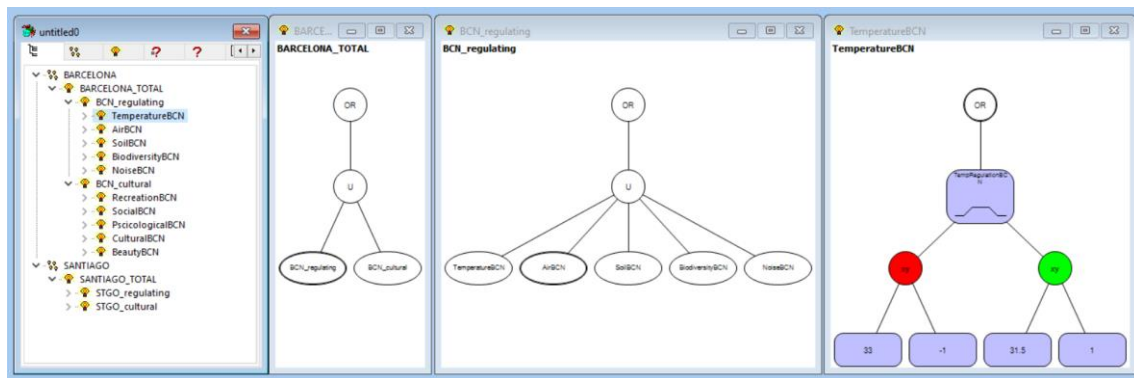 untitled0
BARCELONA
BARCELONA_TOTAL
BCN_regulating
TemperatureBCN
AirBCN
SoilBCN
BiodiversityBCN
NoiseBCN
BCN_cultural
RecreationBCN
SocialBCN
PscicologicalBCN
CulturalBCN
BeautyBCN
SANTIAGO
SANTIAGO_TOTAL
STGO_regulating
STGO_cultural
BARCE...
BARCELONA_TOTAL
OR
U
BCN_regulating
BCN_cultural
BCN_regulating
BCN_regulating
OR
U
TemperatureBCN
AirBCN
SoilBCN
BiodiversityBCN
NoiseBCN
TemperatureBCN
TemperatureBCN
OR
TempRegulationBC
N
xy
xy
33
-1
31.5
1